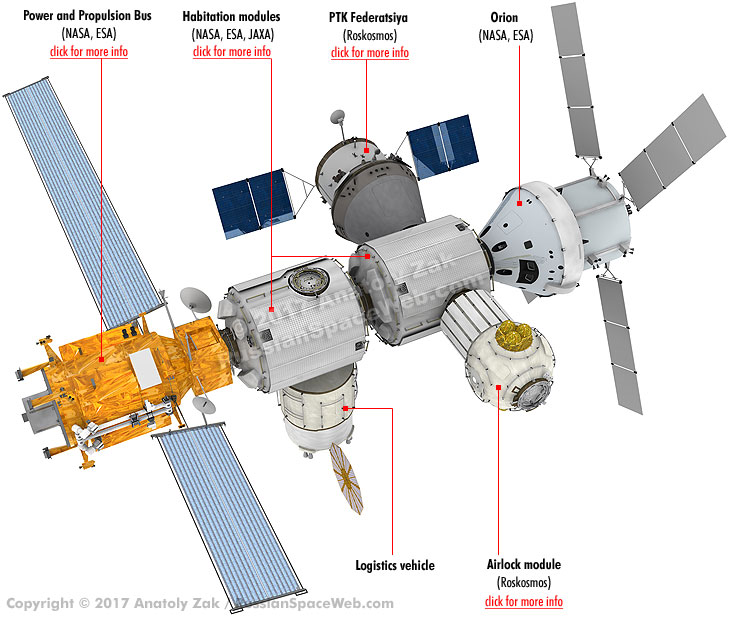 Power and Propulsion Bus
(NASA, ESA)
click for more info
Habitation modules
(NASA, ESA, JAXA)
click for more info
PTK Federatsiya
(Roskosmos)
click for more info
Orion
(NASA, ESA)
© 2017 Anatoly Zak
RussianSpaceWeb.com
Logistics vehicle
Airlock module
(Roskosmos)
click for more info
Copyright © 2017 Anatoly Zak / RussianSpaceWeb.com